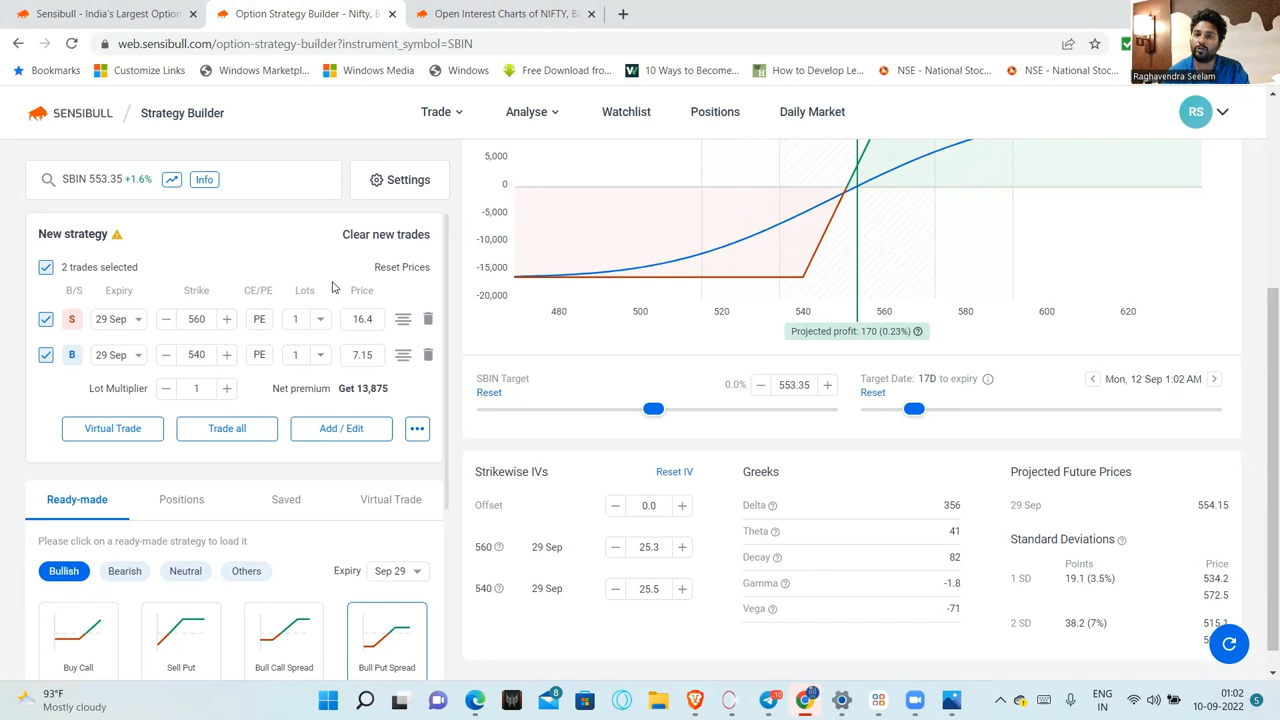 Sensibull - India's Largest Option
Option Strategy Builder - Nifty, B
Open Interest Charts of NIFTY, Ba
web.sensibull.com/option-strategy-builder?instrument_symbol=SBIN
Bookmarks
Customize Links
Windows Marketpl...
Windows Media
Windows
Free Download from...
10 Ways to Become...
How to Develop Le...
NSE - National Stoc...
NSE - National Stoc...
Raghavendra Seelam
SENSIBULL / Strategy Builder
Trade
Analyse
Watchlist
Positions
Daily Market
RS
SBIN 553.35 +1.6%
Info
Settings
New strategy
Clear new trades
2 trades selected
Reset Prices
B/S Expiry Strike CE/PE Lots Price
S 29 Sep − 560 + PE 1 16.4
B 29 Sep − 540 + PE 1 7.15
Lot Multiplier − 1 + Net premium Get 13,875
Virtual Trade
Trade all
Add / Edit
Ready-made
Positions
Saved
Virtual Trade
Please click on a ready-made strategy to load it
Bullish
Bearish
Neutral
Others
Expiry Sep 29
Buy Call
Sell Put
Bull Call Spread
Bull Put Spread
5,000
0
-5,000
-10,000
-15,000
-20,000
480 500 520 540 560 580 600 620
Projected profit: 170 (0.23%)
SBIN Target
Reset
0.0% − 553.35 +
Target Date: 17D to expiry
Reset
Mon, 12 Sep 1:02 AM
Strikewise IVs
Reset IV
Offset − 0.0 +
560 29 Sep − 25.3 +
540 29 Sep − 25.5 +
Greeks
Delta 356
Theta 41
Decay 82
Gamma -1.8
Vega -71
Projected Future Prices
29 Sep 554.15
Standard Deviations
Points Price
1 SD 19.1 (3.5%) 534.2
572.5
2 SD 38.2 (7%) 515.1
93°F
Mostly cloudy
8
10
ENG
IN
01:02
10-09-2022
5